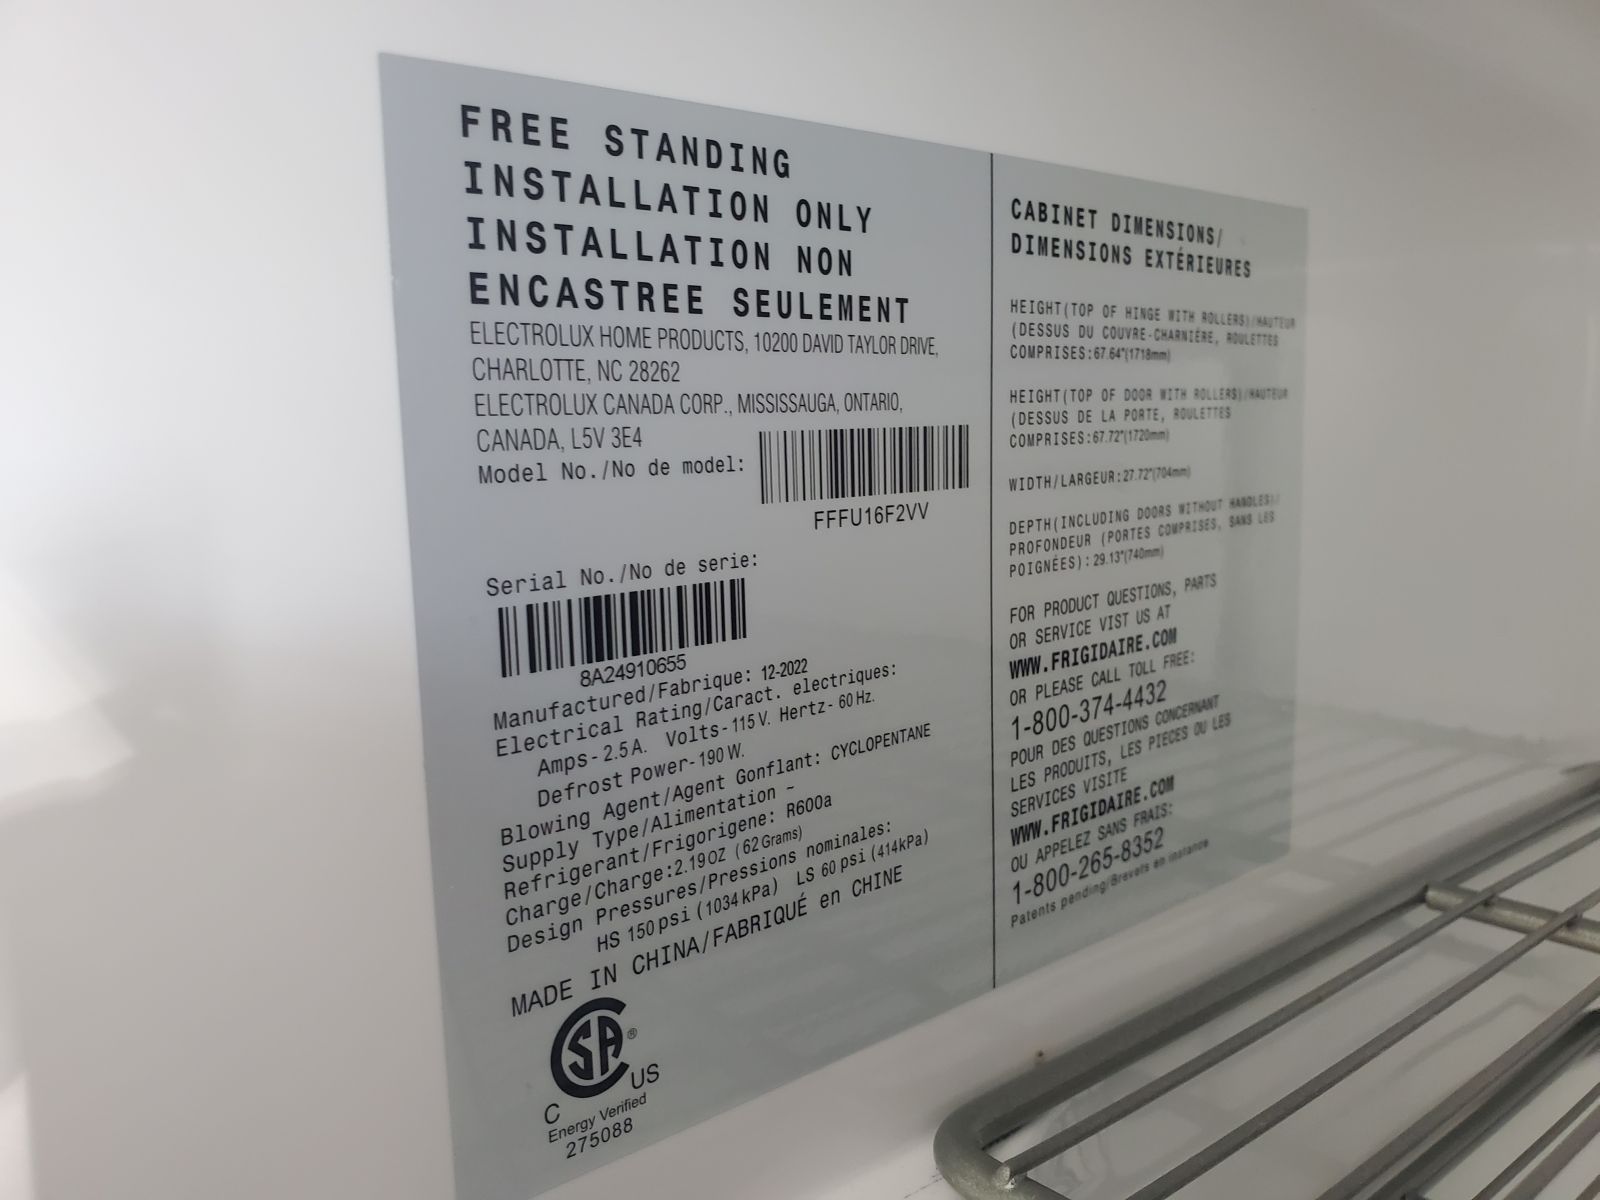 FREE STANDING
INSTALLATION ONLY
INSTALLATION NON
ENCASTREE SEULEMENT
ELECTROLUX HOME PRODUCTS, 10200 DAVID TAYLOR DRIVE,
CHARLOTTE, NC 28262
ELECTROLUX CANADA CORP., MISSISSAUGA, ONTARIO,
CANADA, L5V 3E4
Model No./No de model:
FFFU16F2VV
Serial No./No de serie:
8A24910655
Manufactured/Fabrique: 12-2022
Electrical Rating/Caract. electriques:
Amps - 2.5 A. Volts - 115 V. Hertz - 60 Hz.
Defrost Power- 190 W.
Blowing Agent/Agent Gonflant: CYCLOPENTANE
Supply Type/Alimentation ~
Refrigerant/Frigorigene: R600a
Charge/Charge:2.19OZ (62 Grams)
Design Pressures/Pressions nominales:
HS 150 psi (1034 kPa) LS 60 psi (414kPa)
MADE IN CHINA/FABRIQUÉ en CHINE
CSA®
C US
Energy Verified
275088
CABINET DIMENSIONS/
DIMENSIONS EXTÉRIEURES
HEIGHT(TOP OF HINGE WITH ROLLERS)/HAUTEUR
(DESSUS DU COUVRE-CHARNIÈRE, ROULETTES
COMPRISES:67.64"(1718mm)
HEIGHT(TOP OF DOOR WITH ROLLERS)/HAUTEUR
(DESSUS DE LA PORTE, ROULETTES
COMPRISES:67.72"(1720mm)
WIDTH/LARGEUR:27.72"(704mm)
DEPTH(INCLUDING DOORS WITHOUT HANDLES)/
PROFONDEUR (PORTES COMPRISES, SANS LES
POIGNÉES):29.13"(740mm)
FOR PRODUCT QUESTIONS, PARTS
OR SERVICE VIST US AT
WWW.FRIGIDAIRE.COM
OR PLEASE CALL TOLL FREE:
1-800-374-4432
POUR DES QUESTIONS CONCERNANT
LES PRODUITS, LES PIECES OU LES
SERVICES VISITE
WWW.FRIGIDAIRE.COM
OU APPELEZ SANS FRAIS:
1-800-265-8352
Patents pending/Brevets en instance